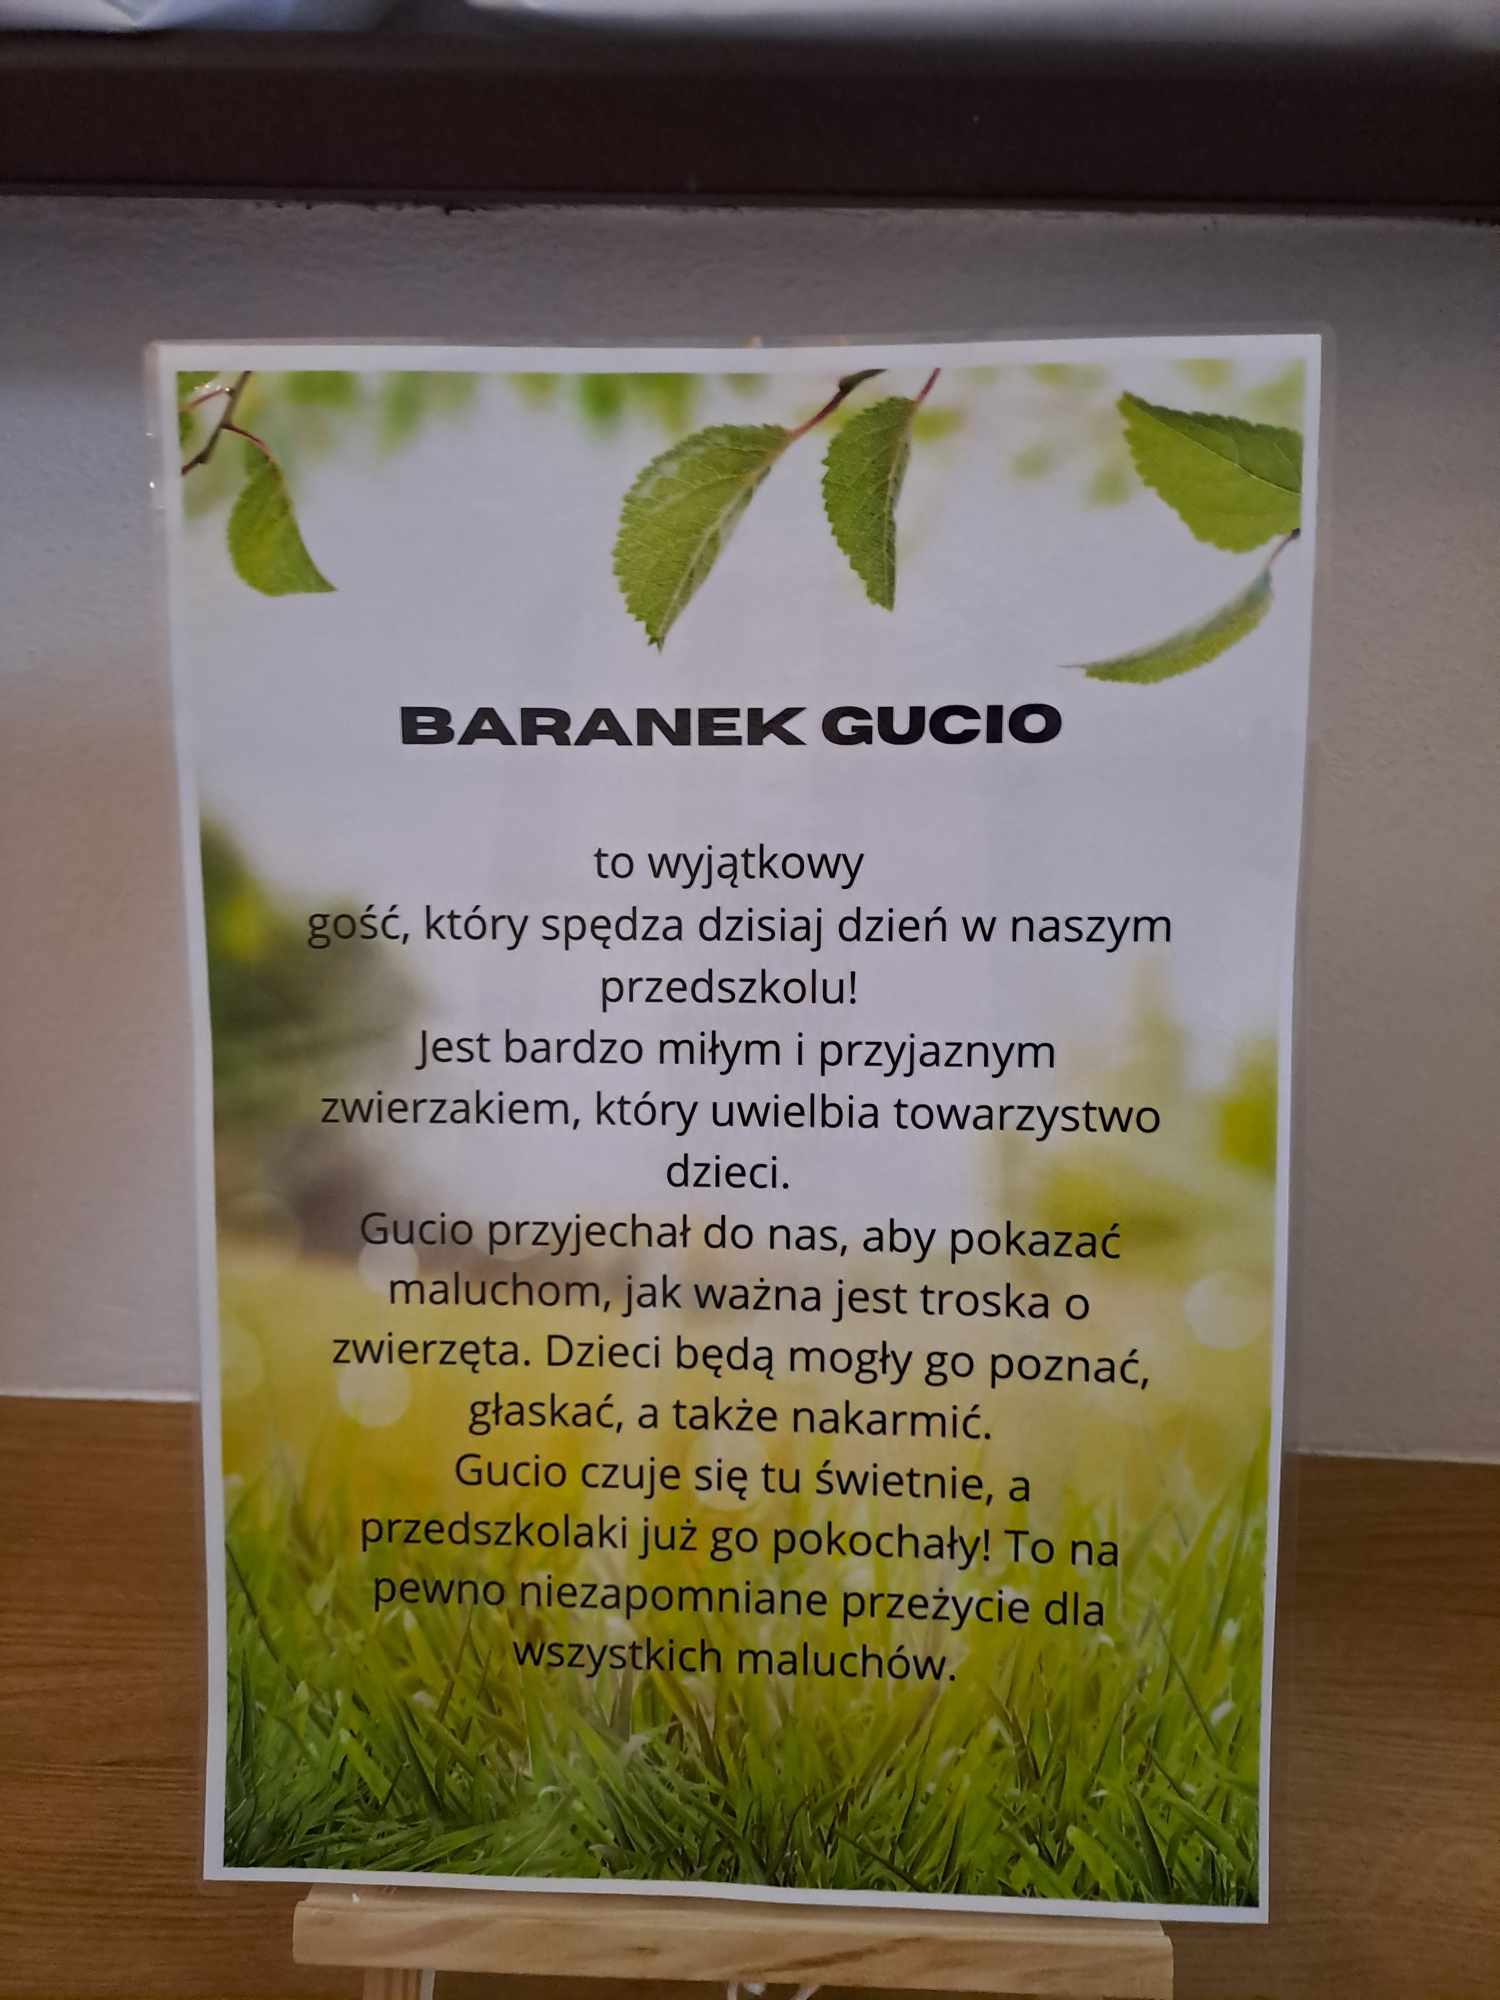 BARANEK GUCIO
to wyjątkowy
gość, który spędza dzisiaj dzień w naszym
przedszkolu!
Jest bardzo miłym i przyjaznym
zwierzakiem, który uwielbia towarzystwo
dzieci.
Gucio przyjechał do nas, aby pokazać
maluchom, jak ważna jest troska o
zwierzęta. Dzieci będą mogły go poznać,
głaskać, a także nakarmić.
Gucio czuje się tu świetnie, a
przedszkolaki już go pokochały! To na
pewno niezapomniane przeżycie dla
wszystkich maluchów.